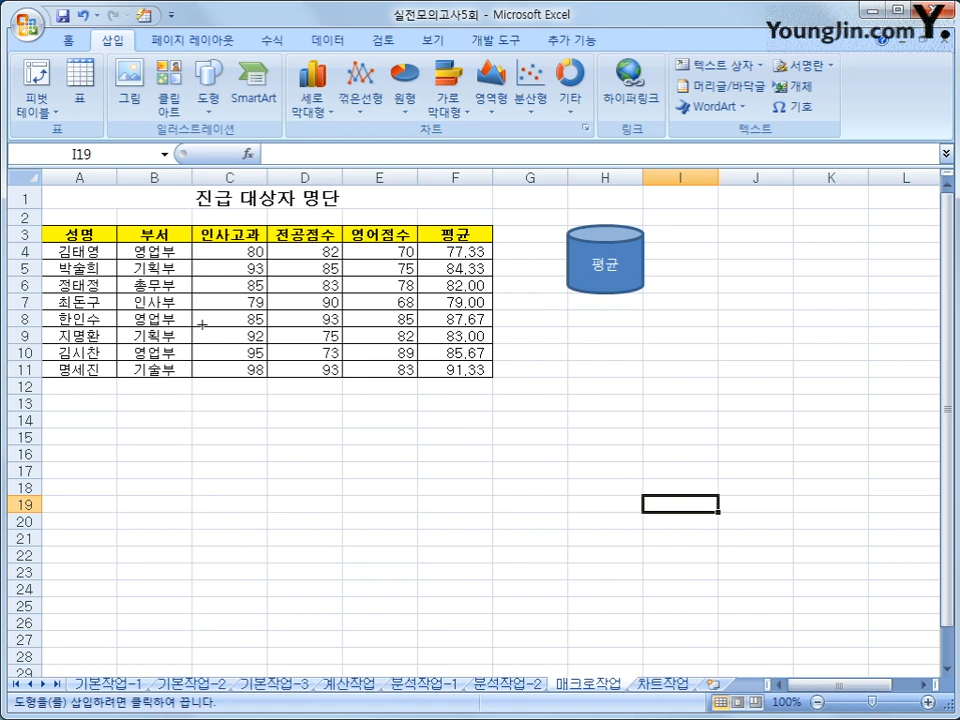 실전모의고사5회 - Microsoft Excel
YoungJin.com Y.
홈 삽입 페이지 레이아웃 수식 데이터 검토 보기 개발 도구 추가 기능
피벗 테이블 표 그림 클립 아트 도형 SmartArt 세로 막대형 꺾은선형 원형 가로 막대형 영역형 분산형 기타 하이퍼링크
텍스트 상자 서명란
머리글/바닥글 개체
WordArt 기호
표 일러스트레이션 차트 링크 텍스트
I19 fx
A B C D E F G H I J K L
1 진급 대상자 명단
2
3 성명 부서 인사고과 전공점수 영어점수 평균
4 김태영 영업부 80 82 70 77.33
5 박술희 기획부 93 85 75 84.33
평균
6 정태정 총무부 85 83 78 82.00
7 최돈구 인사부 79 90 68 79.00
8 한인수 영업부 85 93 85 87.67
9 지명환 기획부 92 75 82 83.00
10 김시찬 영업부 95 73 89 85.67
11 명세진 기술부 98 93 83 91.33
12
13
14
15
16
17
18
19
20
21
22
23
24
25
26
27
28
29
기본작업-1 기본작업-2 기본작업-3 계산작업 분석작업-1 분석작업-2 매크로작업 차트작업
도형을(를) 삽입하려면 클릭하여 끕니다. 100%